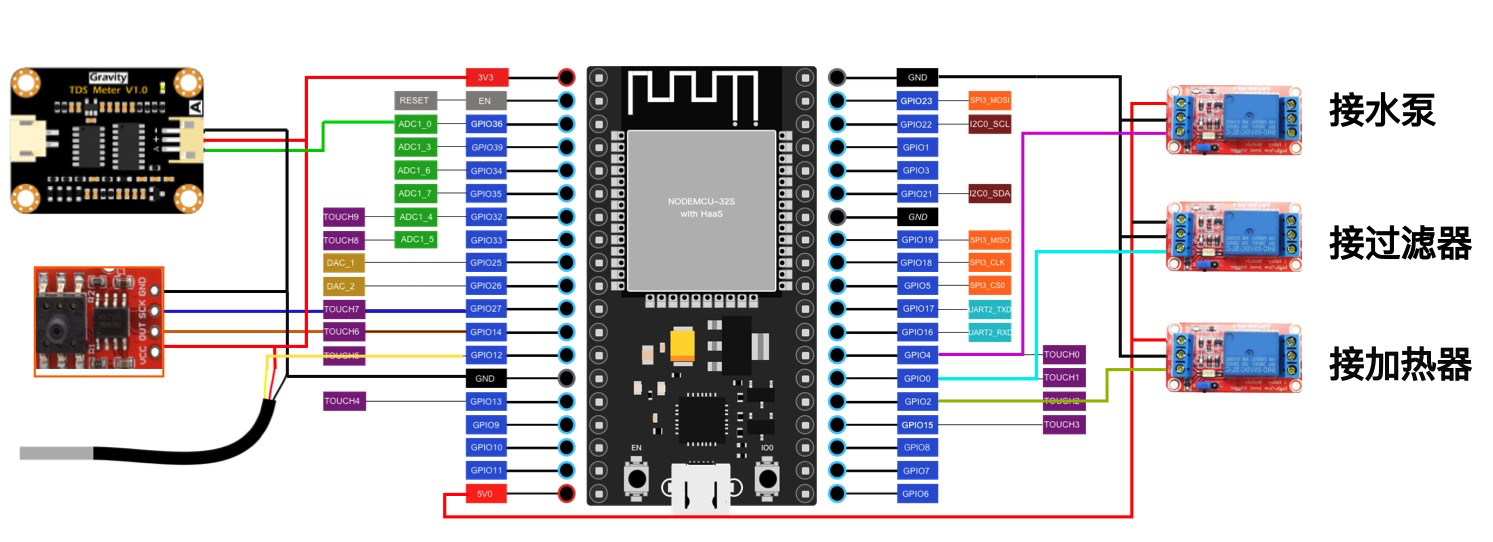 Gravity
TDS Meter V1.0
A
GND
SCK
OUT
VCC
3V3
RESET
EN
ADC1_0
GPIO36
ADC1_3
GPIO39
ADC1_6
GPIO34
ADC1_7
GPIO35
TOUCH9
ADC1_4
GPIO32
TOUCH8
ADC1_5
GPIO33
DAC_1
GPIO25
DAC_2
GPIO26
TOUCH7
GPIO27
TOUCH6
GPIO14
TOUCH5
GPIO12
GND
TOUCH4
GPIO13
GPIO9
GPIO10
GPIO11
5V0
NODEMCU-32S
with HaaS
EN
IO0
GND
GPIO23
SPI3_MOSI
GPIO22
I2C0_SCL
GPIO1
GPIO3
GPIO21
I2C0_SDA
GND
GPIO19
SPI3_MISO
GPIO18
SPI3_CLK
GPIO5
SPI3_CS0
GPIO17
UART2_TXD
GPIO16
UART2_RXD
GPIO4
TOUCH0
GPIO0
TOUCH1
GPIO2
TOUCH2
GPIO15
TOUCH3
GPIO8
GPIO7
GPIO6
接水泵
接过滤器
接加热器